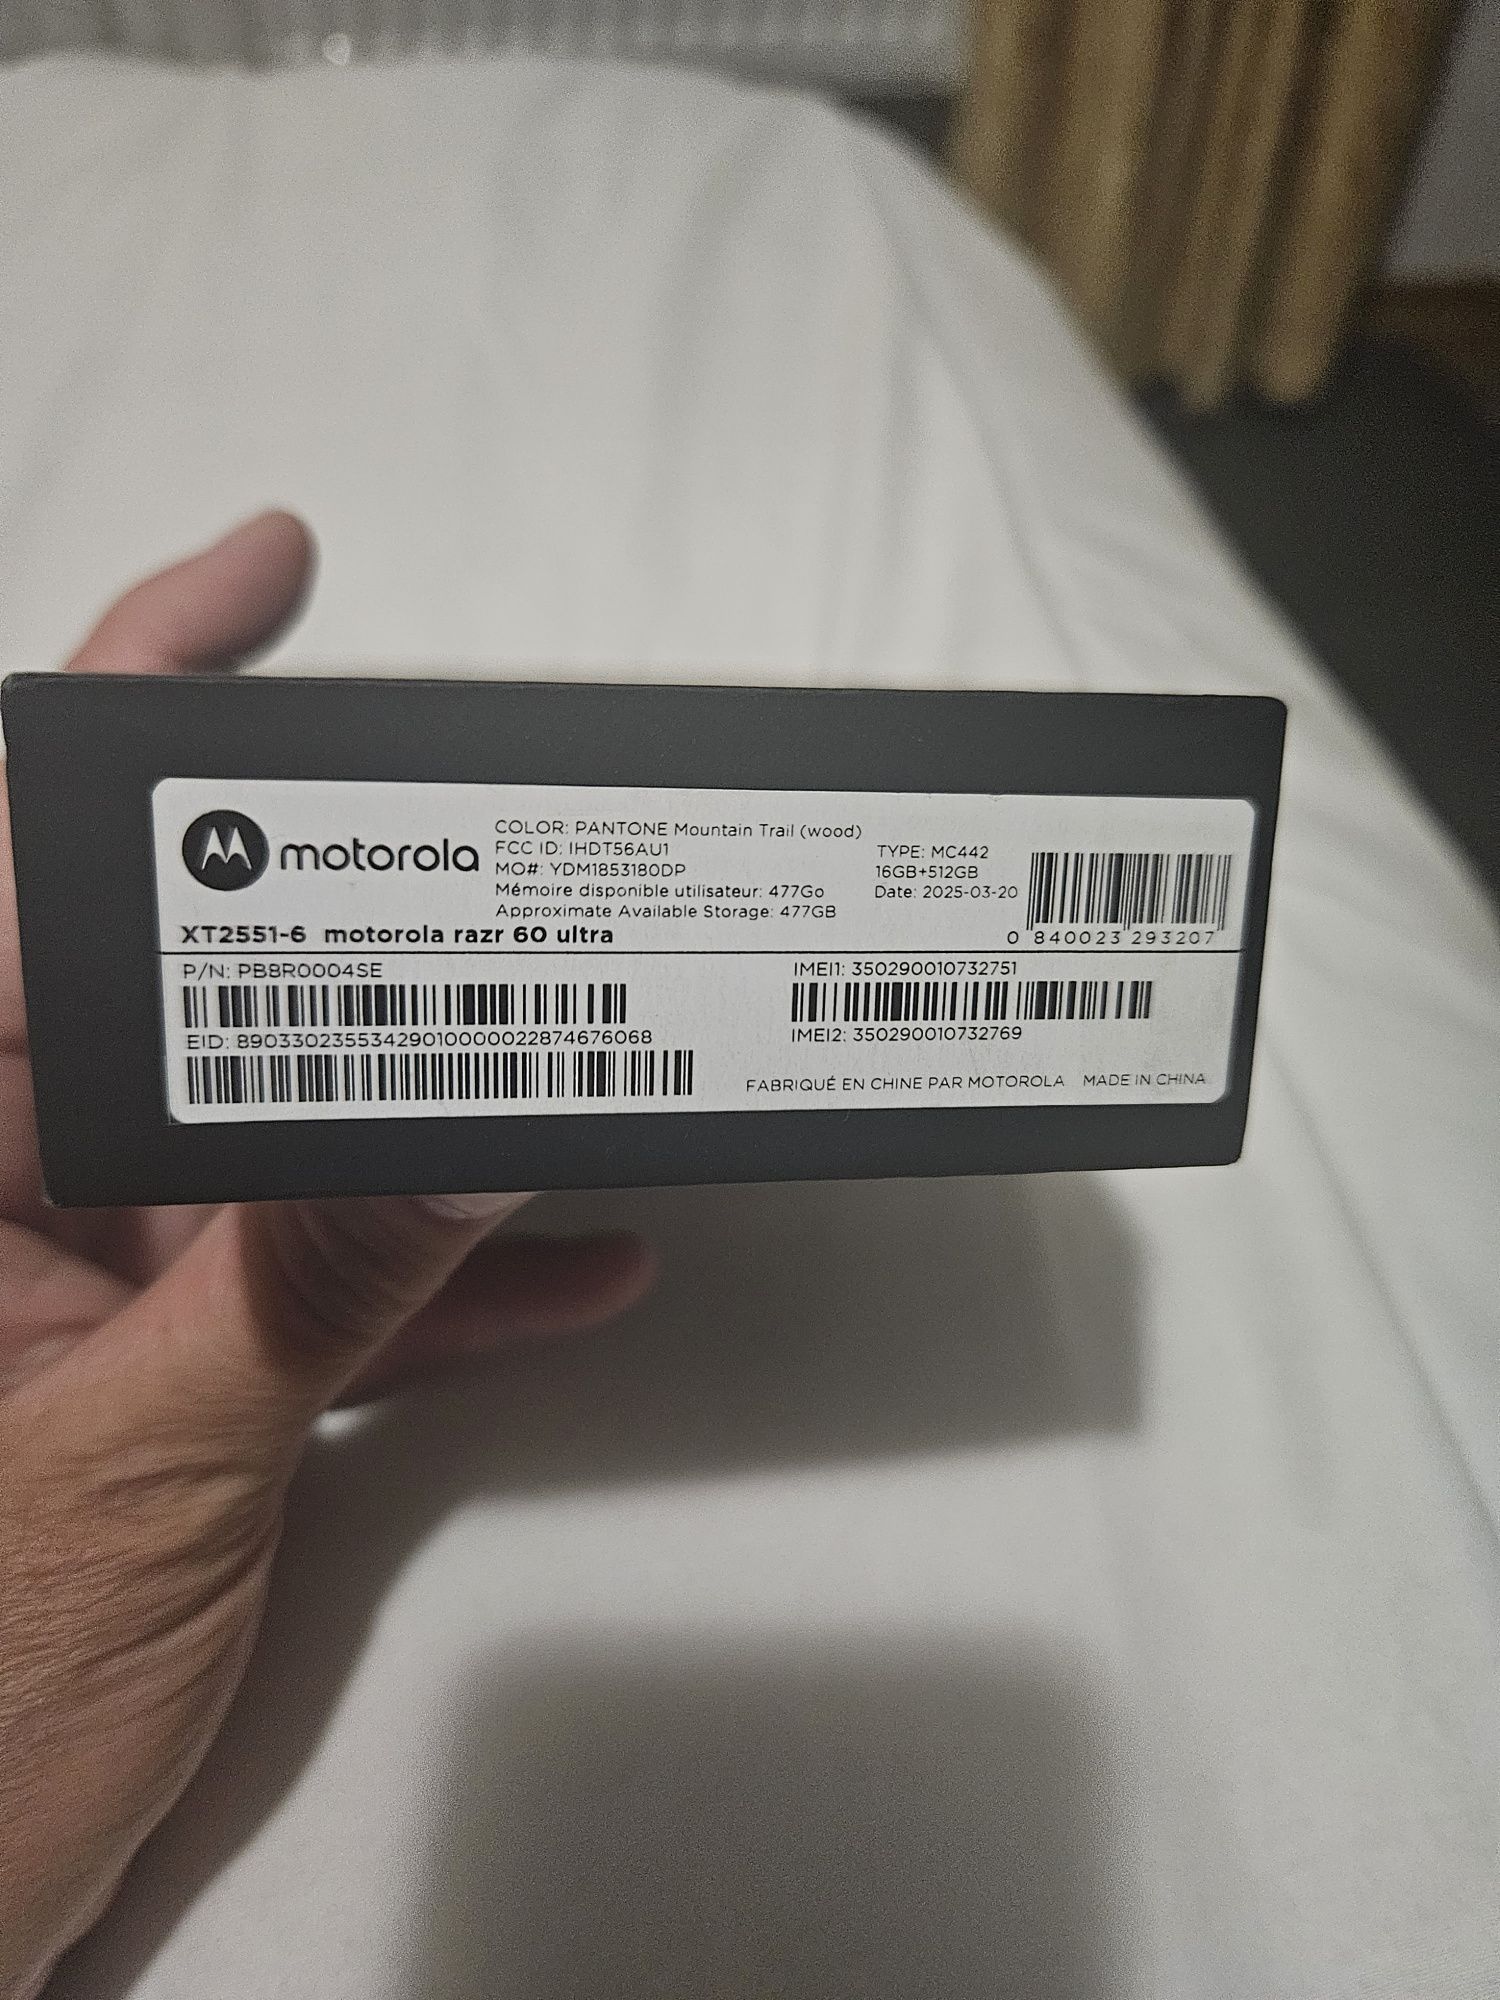 motorola
COLOR: PANTONE Mountain Trail (wood)
FCC ID: IHDT56AU1
MO#: YDM1853180DP
Mémoire disponible utilisateur: 477Go
Approximate Available Storage: 477GB
TYPE: MC442
16GB+512GB
Date: 2025-03-20
0 840023 293207
XT2551-6 motorola razr 60 ultra
P/N: PB8R0004SE
EID: 89033023553429010000022874676068
IMEI1: 350290010732751
IMEI2: 350290010732769
FABRIQUÉ EN CHINE PAR MOTOROLA MADE IN CHINA